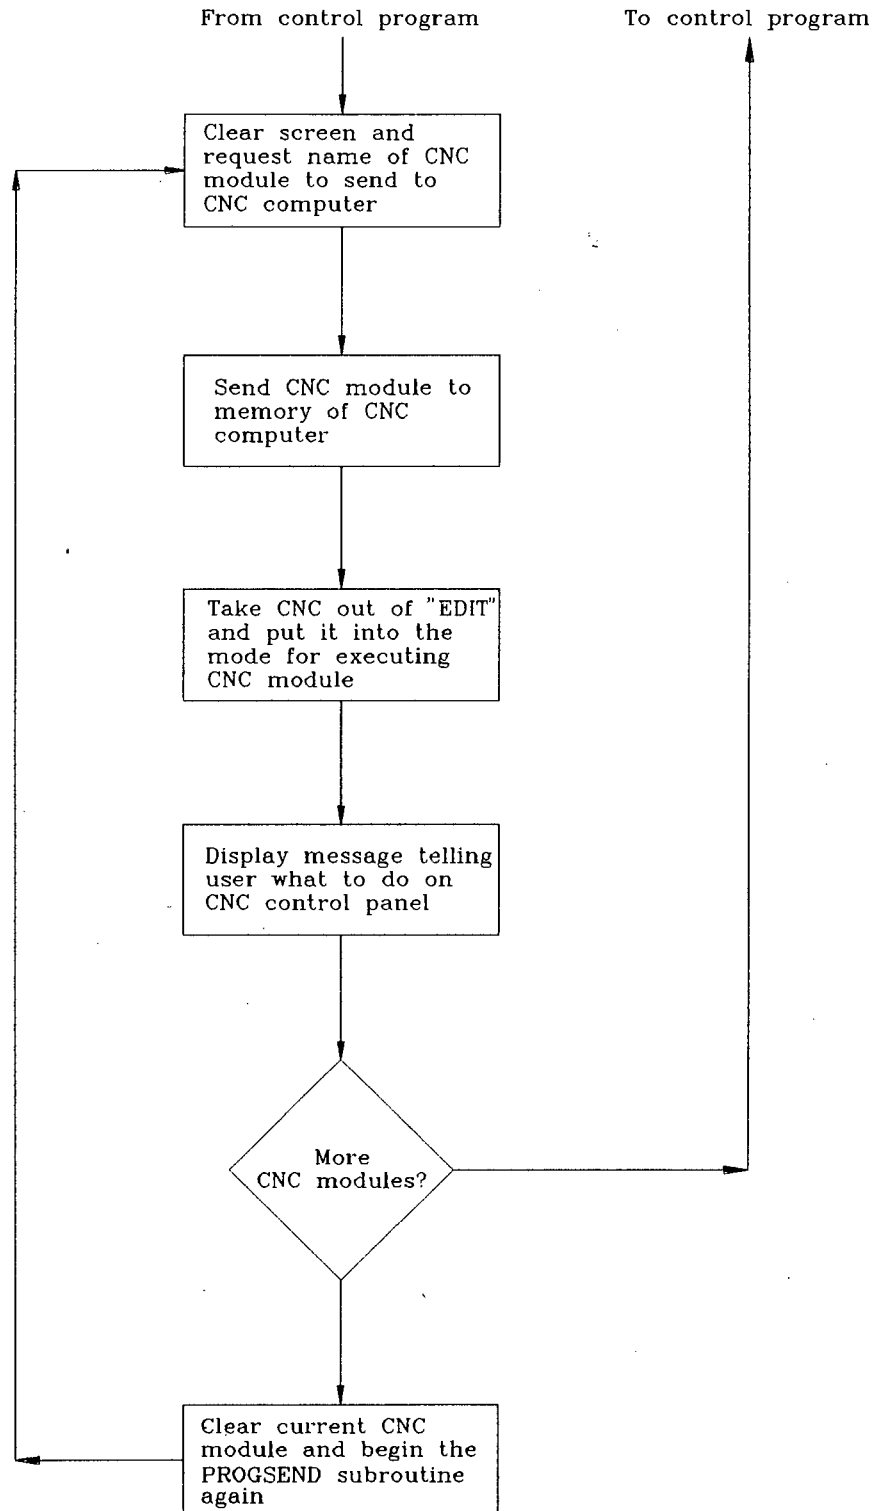 From control program
To control program
Clear screen and
request name of CNC
module to send to
CNC computer
Send CNC module to
memory of CNC
computer
Take CNC out of "EDIT"
and put it into the
mode for executing
CNC module
Display message telling
user what to do on
CNC control panel
More
CNC modules?
Clear current CNC
module and begin the
PROGSEND subroutine
again